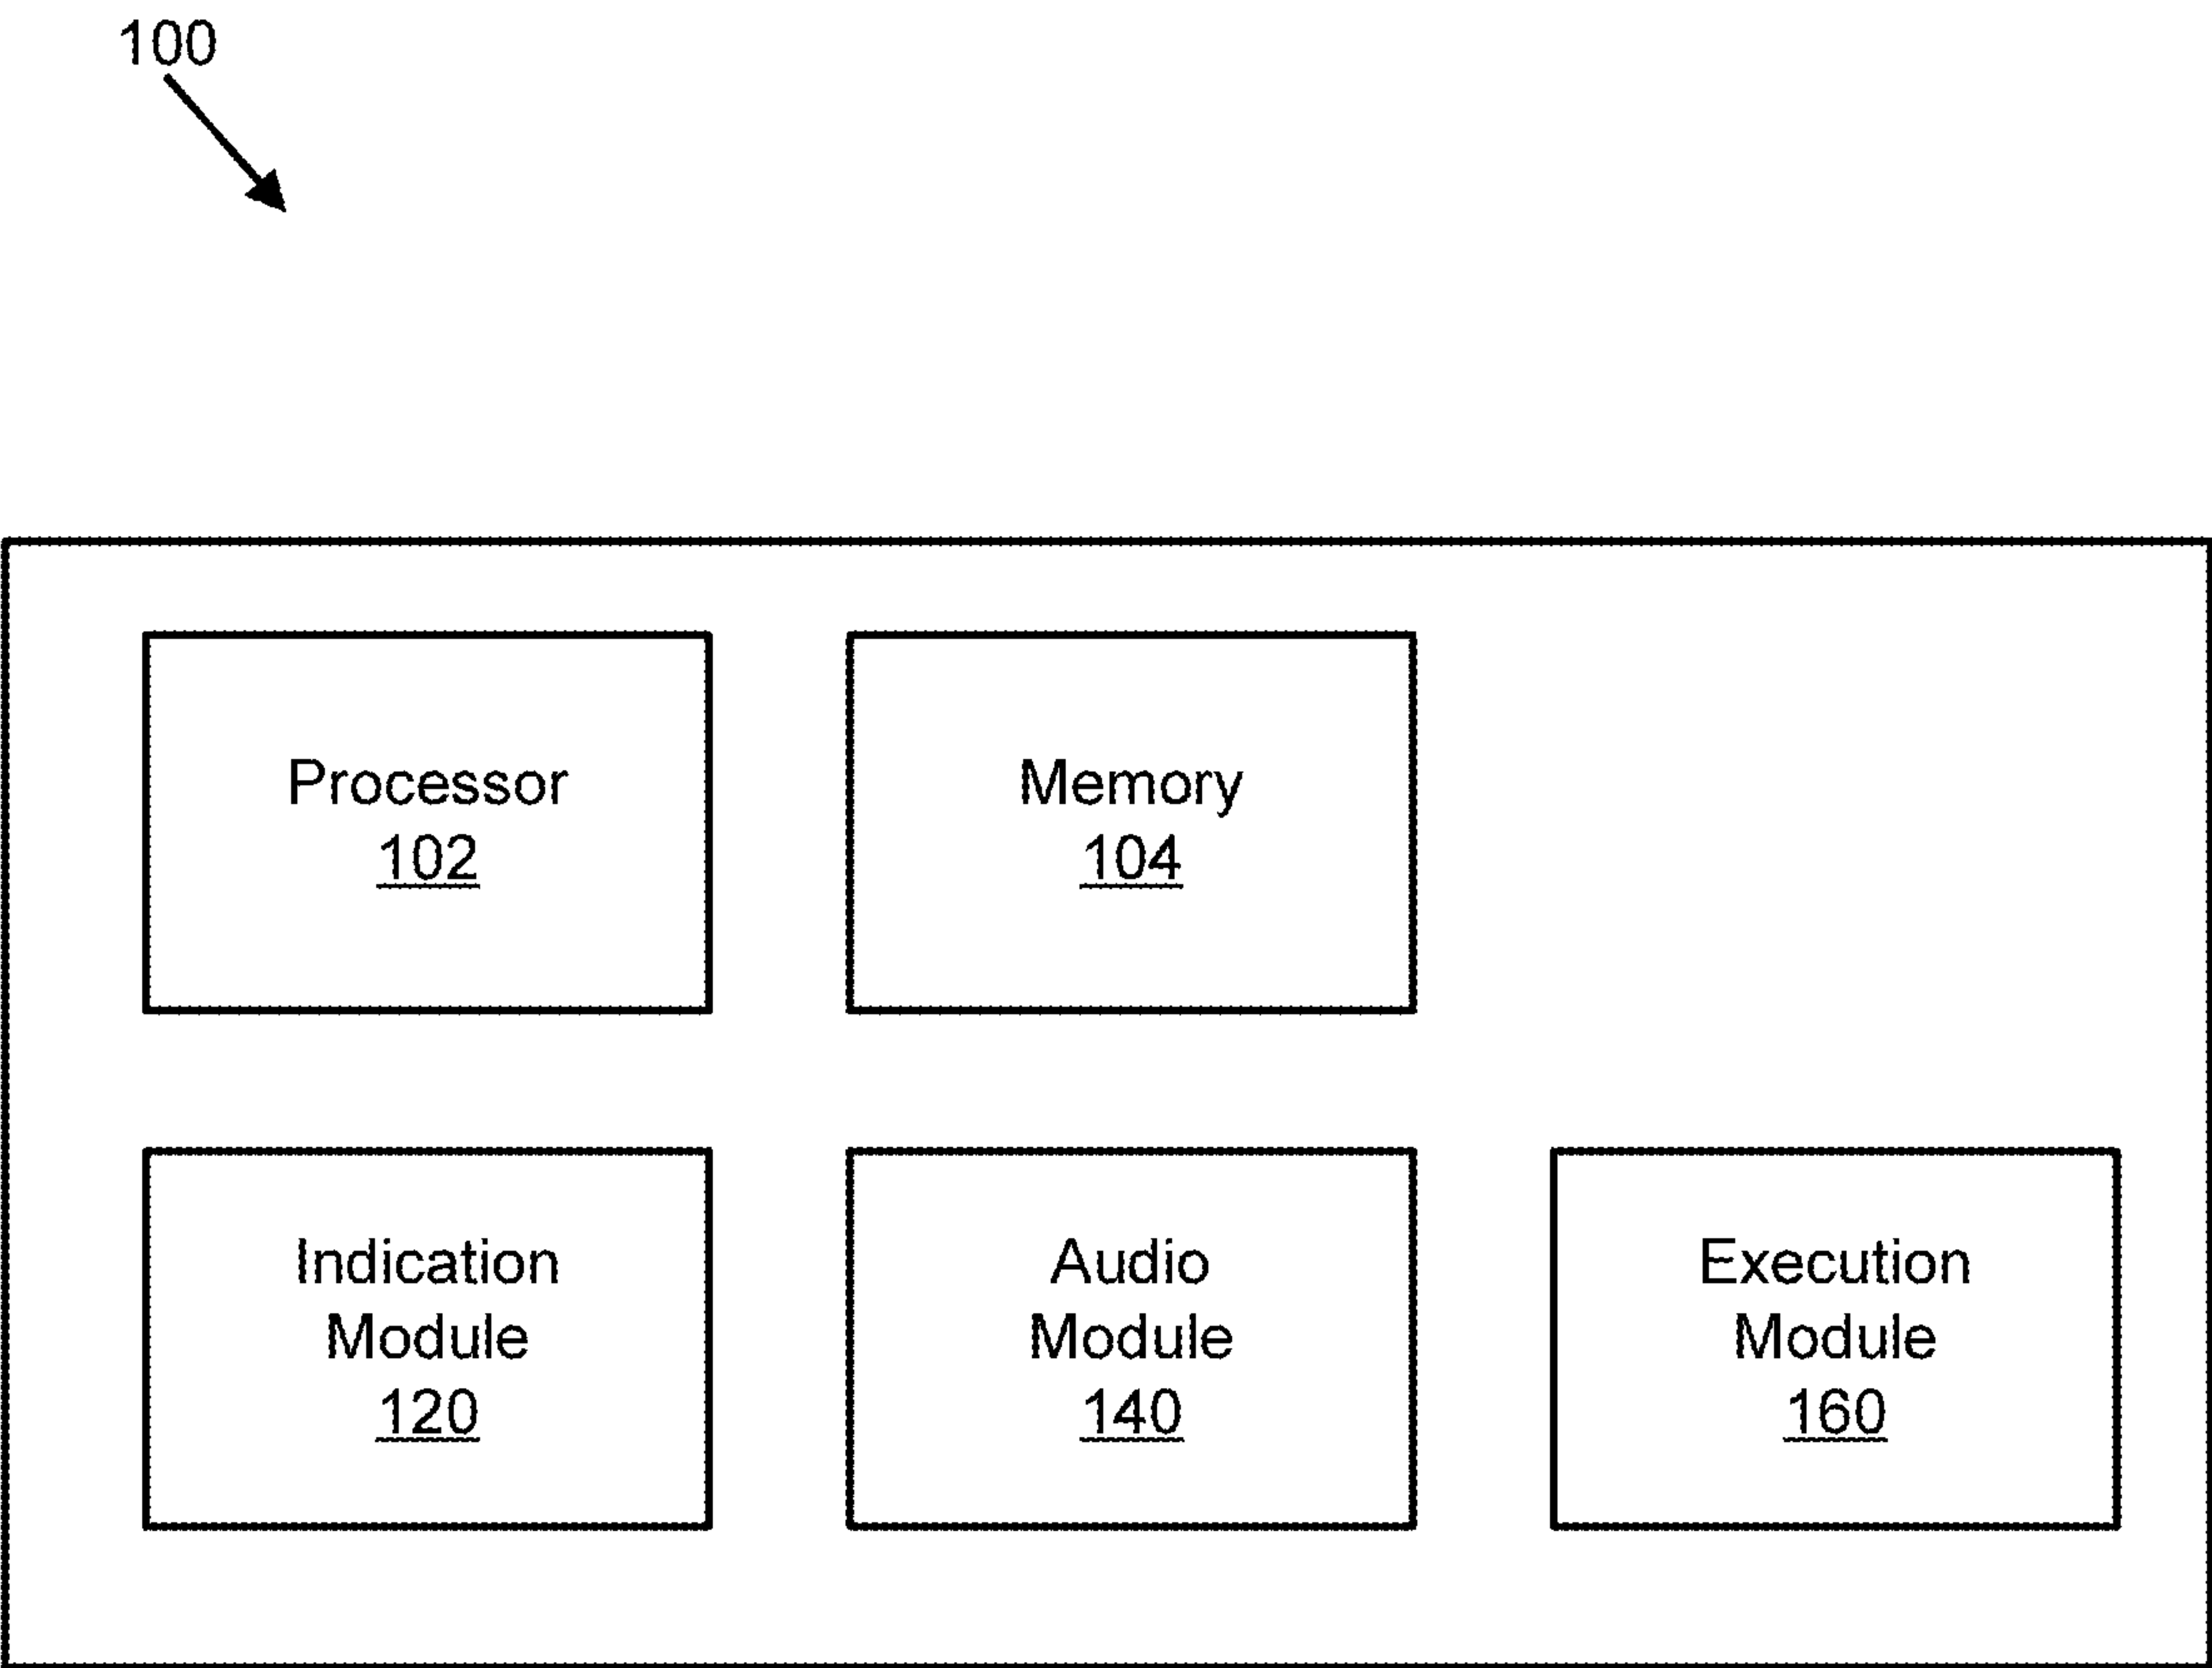 100
Processor
102
Memory
104
Indication
Module
120
Audio
Module
140
Execution
Module
160